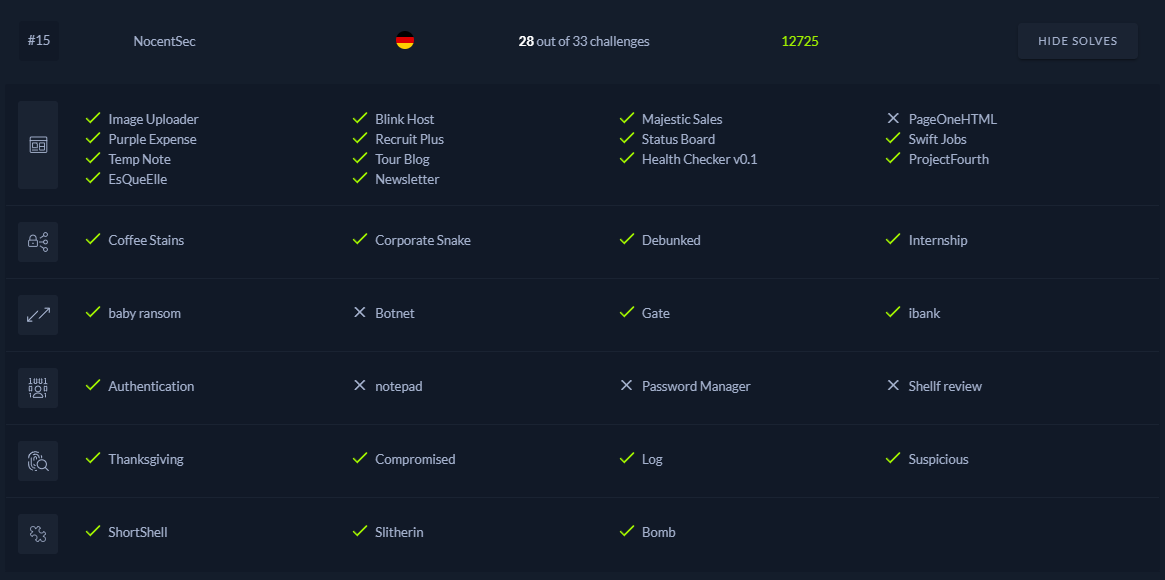 #15 NocentSec 28 out of 33 challenges 12725 HIDE SOLVES
Image Uploader Blink Host Majestic Sales PageOneHTML
Purple Expense Recruit Plus Status Board Swift Jobs
Temp Note Tour Blog Health Checker v0.1 ProjectFourth
EsQueElle Newsletter
Coffee Stains Corporate Snake Debunked Internship
baby ransom Botnet Gate ibank
Authentication notepad Password Manager Shellf review
Thanksgiving Compromised Log Suspicious
ShortShell Slitherin Bomb